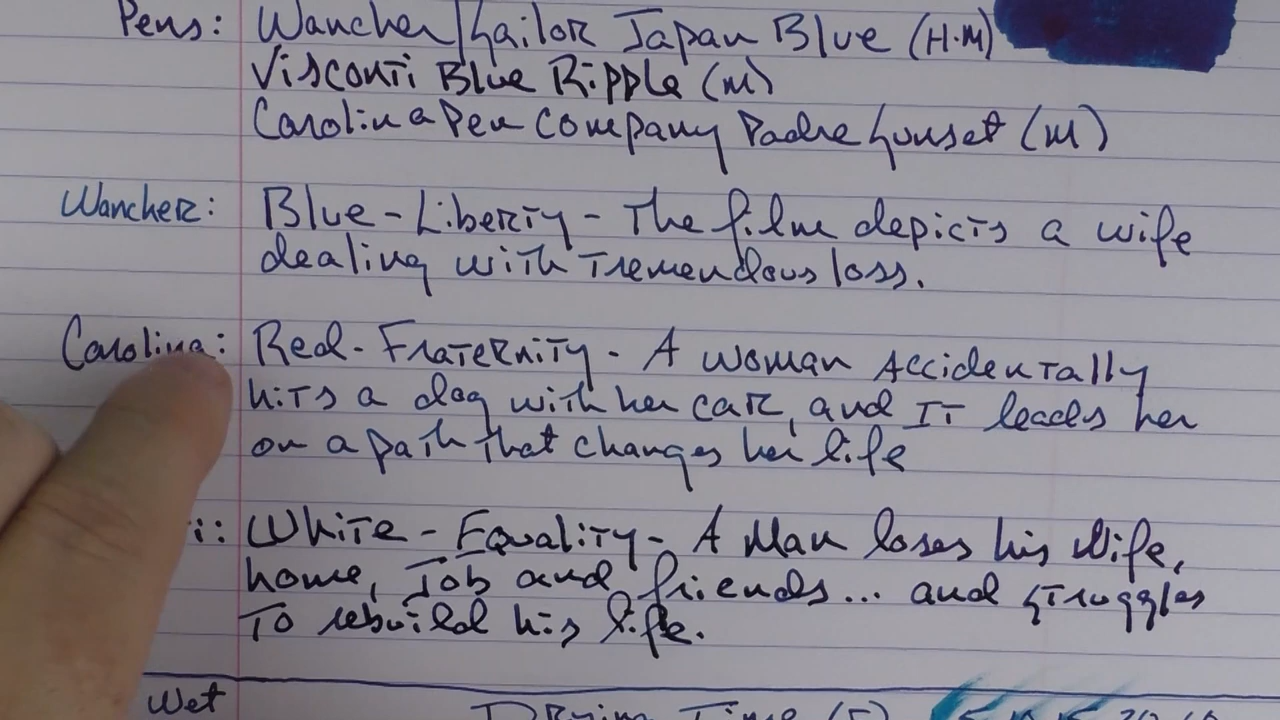 Pens: Wancher/Sailor Japan Blue (H·M)
Visconti Blue Ripple (M)
Carolina Pen Company Padre Sunset (M)
Wancher: Blue - Liberty - The film depicts a wife
dealing with tremendous loss.
Carolina: Red - Fraternity - A woman accidentally
hits a dog with her car, and it leads her
on a path that changes her life
i: White - Equality - A man loses his wife,
home, job and friends... and struggles
to rebuild his life.
Wet Drying Time (S)